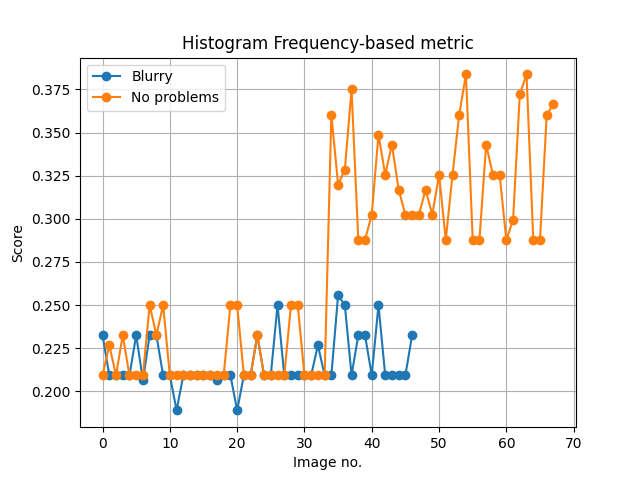 Histogram Frequency-based metric
Blurry
No problems
0.375
0.350
0.325
0.300
0.275
0.250
0.225
0.200
Score
0 10 20 30 40 50 60 70
Image no.